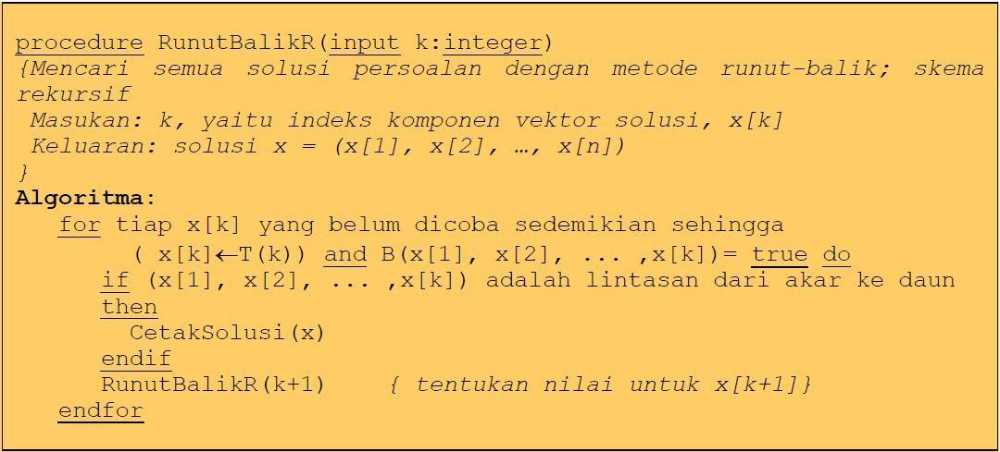 procedure RunutBalikR(input k:integer)
{Mencari semua solusi persoalan dengan metode runut-balik; skema
rekursif
Masukan: k, yaitu indeks komponen vektor solusi, x[k]
Keluaran: solusi x = (x[1], x[2], …, x[n])
}
Algoritma:
for tiap x[k] yang belum dicoba sedemikian sehingga
( x[k]←T(k)) and B(x[1], x[2], ... ,x[k])= true do
if (x[1], x[2], ... ,x[k]) adalah lintasan dari akar ke daun
then
CetakSolusi(x)
endif
RunutBalikR(k+1) { tentukan nilai untuk x[k+1]}
endfor